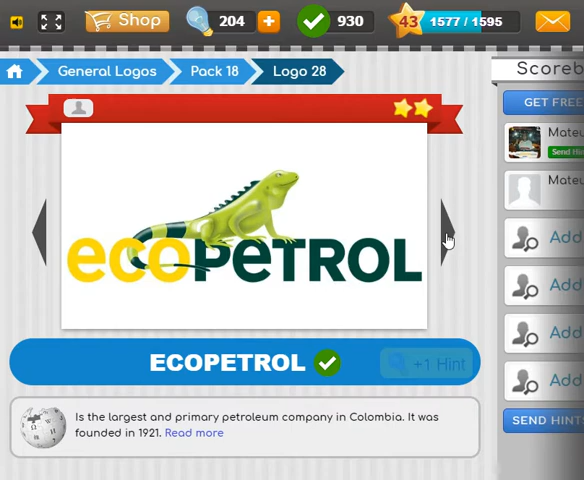 Shop
204
930
43
1577 / 1595
General Logos
Pack 18
Logo 28
Scoreb
GET FREE
Mateu
Send Hin
Mateu
Add
Add
Add
Add
SEND HINTS
ecoPeTROL
ECOPETROL
+1 Hint
Is the largest and primary petroleum company in Colombia. It was
founded in 1921. Read more